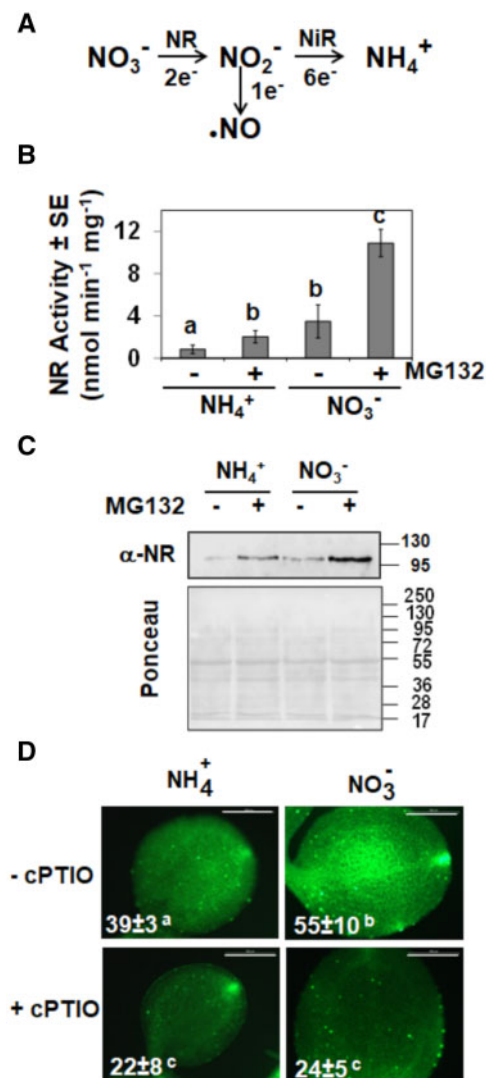 A
NO₃⁻ NR 2e⁻ NO₂⁻ NiR 6e⁻ NH₄⁺
1e⁻
•NO
B
NR Activity ± SE
(nmol min⁻¹ mg⁻¹)
12
8
4
0
a b b c
- + - + MG132
NH₄⁺ NO₃⁻
C
NH₄⁺ NO₃⁻
MG132 - + - +
α-NR
130
95
Ponceau
250
130
95
72
55
36
28
17
D
NH₄⁺ NO₃⁻
- cPTIO
39±3 ᵃ 55±10 ᵇ
+ cPTIO
22±8 ᶜ 24±5 ᶜ